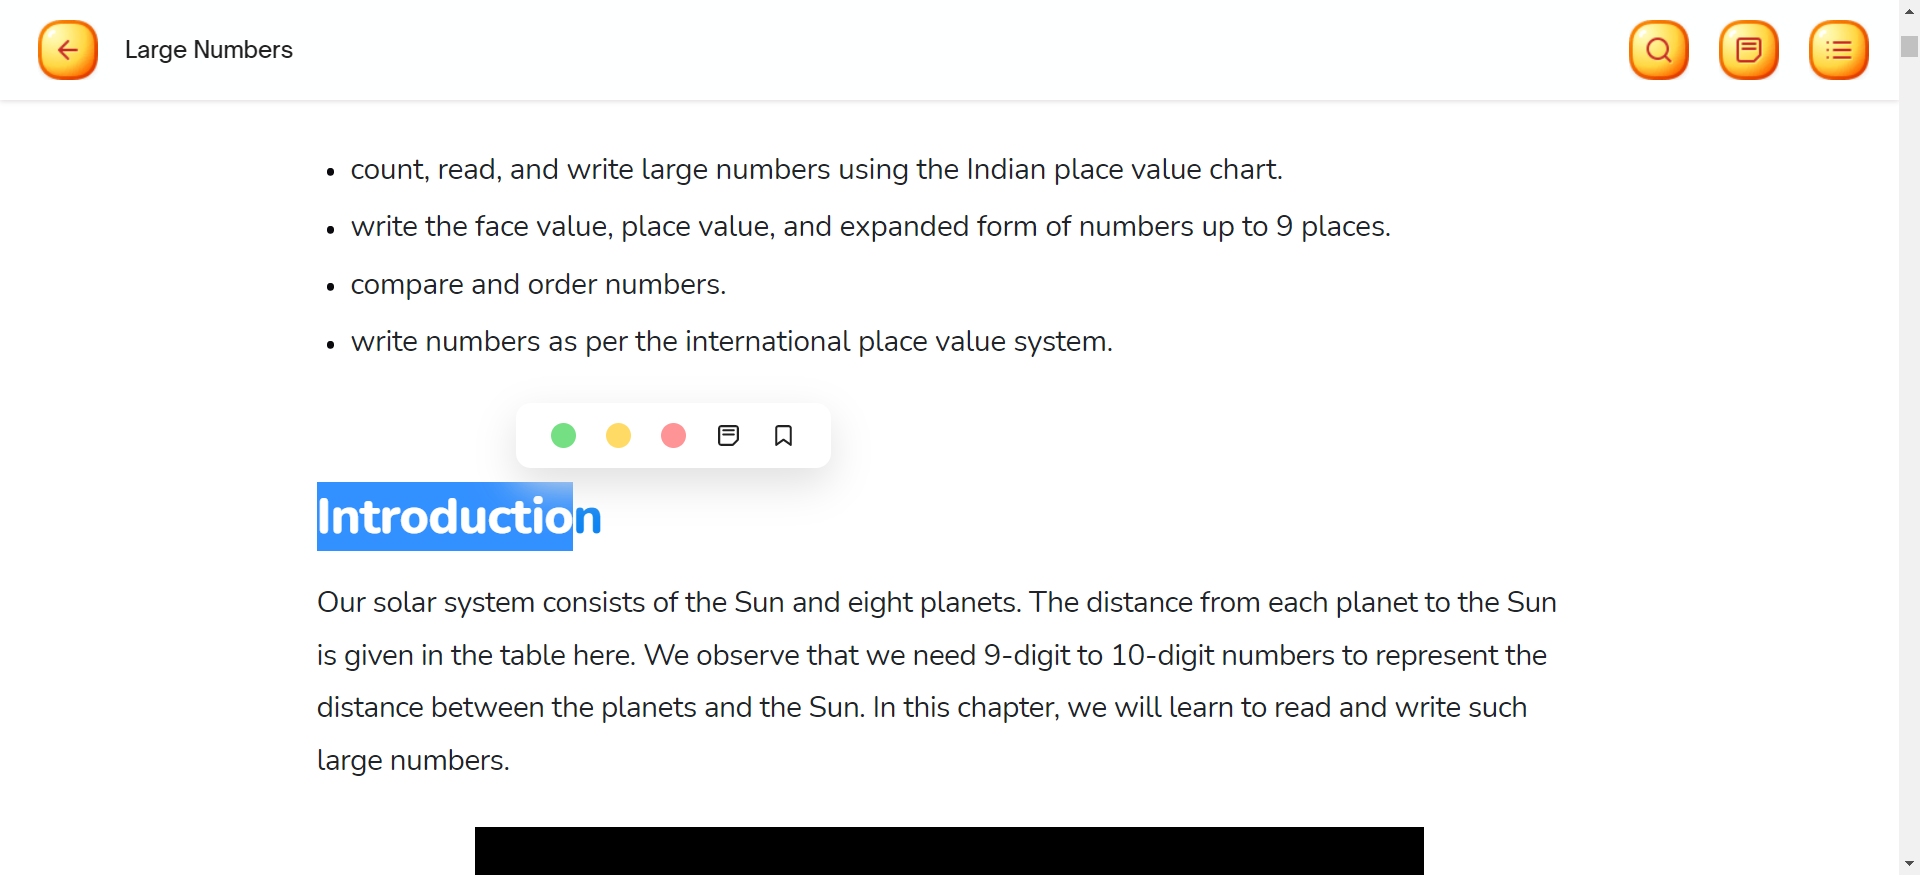 Large Numbers
• count, read, and write large numbers using the Indian place value chart.
• write the face value, place value, and expanded form of numbers up to 9 places.
• compare and order numbers.
• write numbers as per the international place value system.
Introduction
Our solar system consists of the Sun and eight planets. The distance from each planet to the Sun
is given in the table here. We observe that we need 9-digit to 10-digit numbers to represent the
distance between the planets and the Sun. In this chapter, we will learn to read and write such
large numbers.